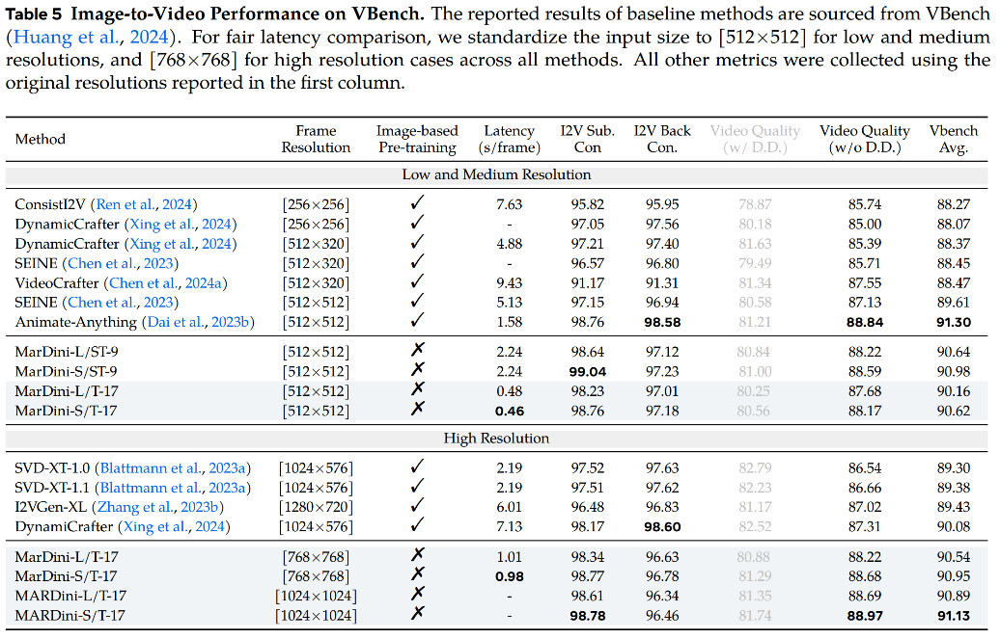 Table 5 Image-to-Video Performance on VBench. The reported results of baseline methods are sourced from VBench
(Huang et al., 2024). For fair latency comparison, we standardize the input size to [512×512] for low and medium
resolutions, and [768×768] for high resolution cases across all methods. All other metrics were collected using the
original resolutions reported in the first column.
Method Frame Resolution Image-based Pre-training Latency (s/frame) I2V Sub. Con I2V Back Con. Video Quality (w/ D.D.) Video Quality (w/o D.D.) Vbench Avg.
Low and Medium Resolution
ConsistI2V (Ren et al., 2024) [256×256] ✓ 7.63 95.82 95.95 78.87 85.74 88.27
DynamicCrafter (Xing et al., 2024) [256×256] ✓ - 97.05 97.56 80.18 85.00 88.07
DynamicCrafter (Xing et al., 2024) [512×320] ✓ 4.88 97.21 97.40 81.63 85.39 88.37
SEINE (Chen et al., 2023) [512×320] ✓ - 96.57 96.80 79.49 85.71 88.45
VideoCrafter (Chen et al., 2024a) [512×320] ✓ 9.43 91.17 91.31 81.34 87.55 88.47
SEINE (Chen et al., 2023) [512×512] ✓ 5.13 97.15 96.94 80.58 87.13 89.61
Animate-Anything (Dai et al., 2023b) [512×512] ✓ 1.58 98.76 98.58 81.21 88.84 91.30
MarDini-L/ST-9 [512×512] ✗ 2.24 98.64 97.12 80.84 88.22 90.64
MarDini-S/ST-9 [512×512] ✗ 2.24 99.04 97.23 81.00 88.59 90.98
MarDini-L/T-17 [512×512] ✗ 0.48 98.23 97.01 80.25 87.68 90.16
MarDini-S/T-17 [512×512] ✗ 0.46 98.76 97.18 80.56 88.17 90.62
High Resolution
SVD-XT-1.0 (Blattmann et al., 2023a) [1024×576] ✓ 2.19 97.52 97.63 82.79 86.54 89.30
SVD-XT-1.1 (Blattmann et al., 2023a) [1024×576] ✓ 2.19 97.51 97.62 82.23 86.66 89.38
I2VGen-XL (Zhang et al., 2023b) [1280×720] ✓ 6.01 96.48 96.83 81.17 87.02 89.43
DynamiCrafter (Xing et al., 2024) [1024×576] ✓ 7.13 98.17 98.60 82.52 87.31 90.08
MarDini-L/T-17 [768×768] ✗ 1.01 98.34 96.63 80.88 88.22 90.54
MarDini-S/T-17 [768×768] ✗ 0.98 98.77 96.78 81.29 88.68 90.95
MARDini-L/T-17 [1024×1024] ✗ - 98.61 96.34 81.35 88.69 90.89
MARDini-S/T-17 [1024×1024] ✗ - 98.78 96.46 81.74 88.97 91.13